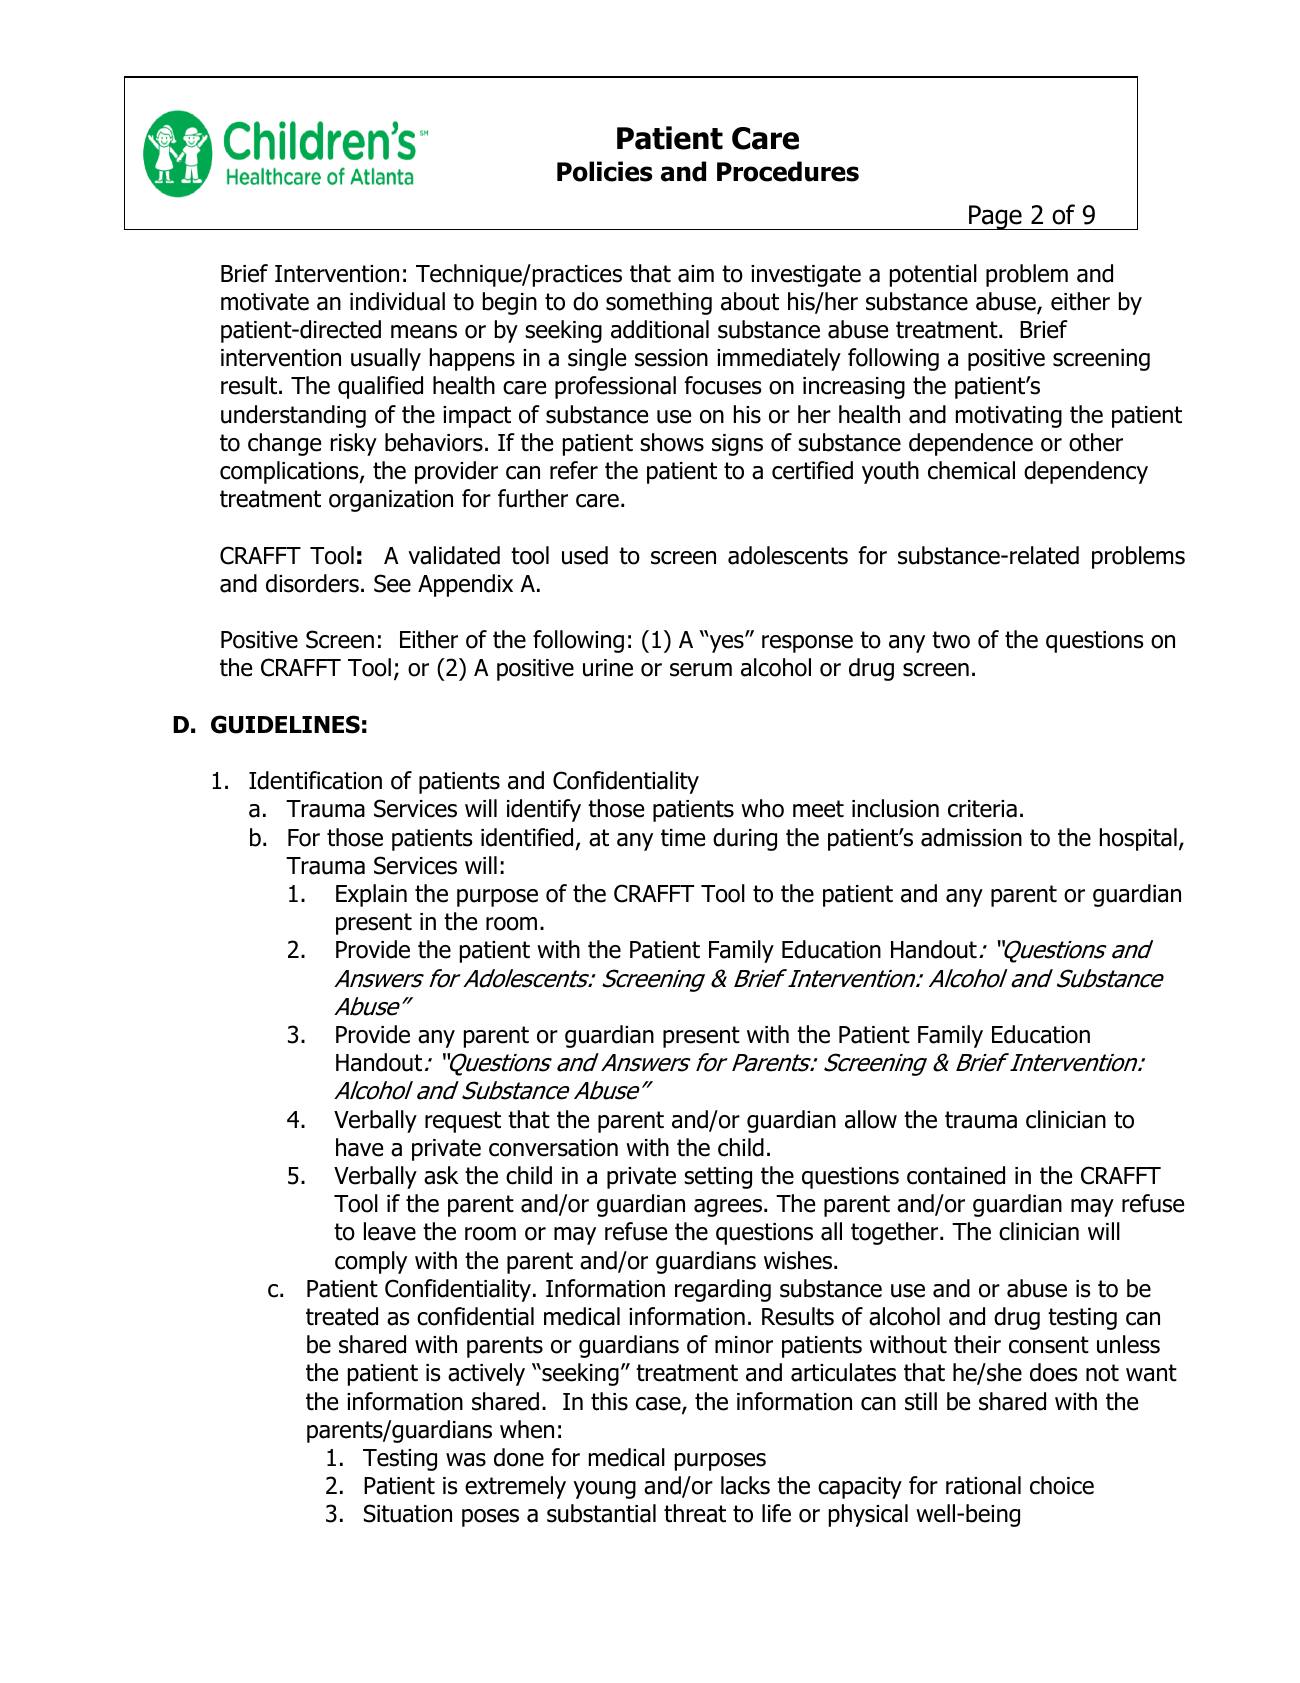 Children's SM
Healthcare of Atlanta
Patient Care
Policies and Procedures
Page 2 of 9
Brief Intervention: Technique/practices that aim to investigate a potential problem and
motivate an individual to begin to do something about his/her substance abuse, either by
patient-directed means or by seeking additional substance abuse treatment.  Brief
intervention usually happens in a single session immediately following a positive screening
result. The qualified health care professional focuses on increasing the patient’s
understanding of the impact of substance use on his or her health and motivating the patient
to change risky behaviors. If the patient shows signs of substance dependence or other
complications, the provider can refer the patient to a certified youth chemical dependency
treatment organization for further care.
CRAFFT Tool:  A validated tool used to screen adolescents for substance-related problems
and disorders. See Appendix A.
Positive Screen:  Either of the following: (1) A “yes” response to any two of the questions on
the CRAFFT Tool; or (2) A positive urine or serum alcohol or drug screen.
D. GUIDELINES:
1. Identification of patients and Confidentiality
a. Trauma Services will identify those patients who meet inclusion criteria.
b. For those patients identified, at any time during the patient’s admission to the hospital,
Trauma Services will:
1. Explain the purpose of the CRAFFT Tool to the patient and any parent or guardian
present in the room.
2. Provide the patient with the Patient Family Education Handout: “Questions and
Answers for Adolescents: Screening & Brief Intervention: Alcohol and Substance
Abuse”
3. Provide any parent or guardian present with the Patient Family Education
Handout: “Questions and Answers for Parents: Screening & Brief Intervention:
Alcohol and Substance Abuse”
4. Verbally request that the parent and/or guardian allow the trauma clinician to
have a private conversation with the child.
5. Verbally ask the child in a private setting the questions contained in the CRAFFT
Tool if the parent and/or guardian agrees. The parent and/or guardian may refuse
to leave the room or may refuse the questions all together. The clinician will
comply with the parent and/or guardians wishes.
c. Patient Confidentiality. Information regarding substance use and or abuse is to be
treated as confidential medical information. Results of alcohol and drug testing can
be shared with parents or guardians of minor patients without their consent unless
the patient is actively “seeking” treatment and articulates that he/she does not want
the information shared.  In this case, the information can still be shared with the
parents/guardians when:
1. Testing was done for medical purposes
2. Patient is extremely young and/or lacks the capacity for rational choice
3. Situation poses a substantial threat to life or physical well-being